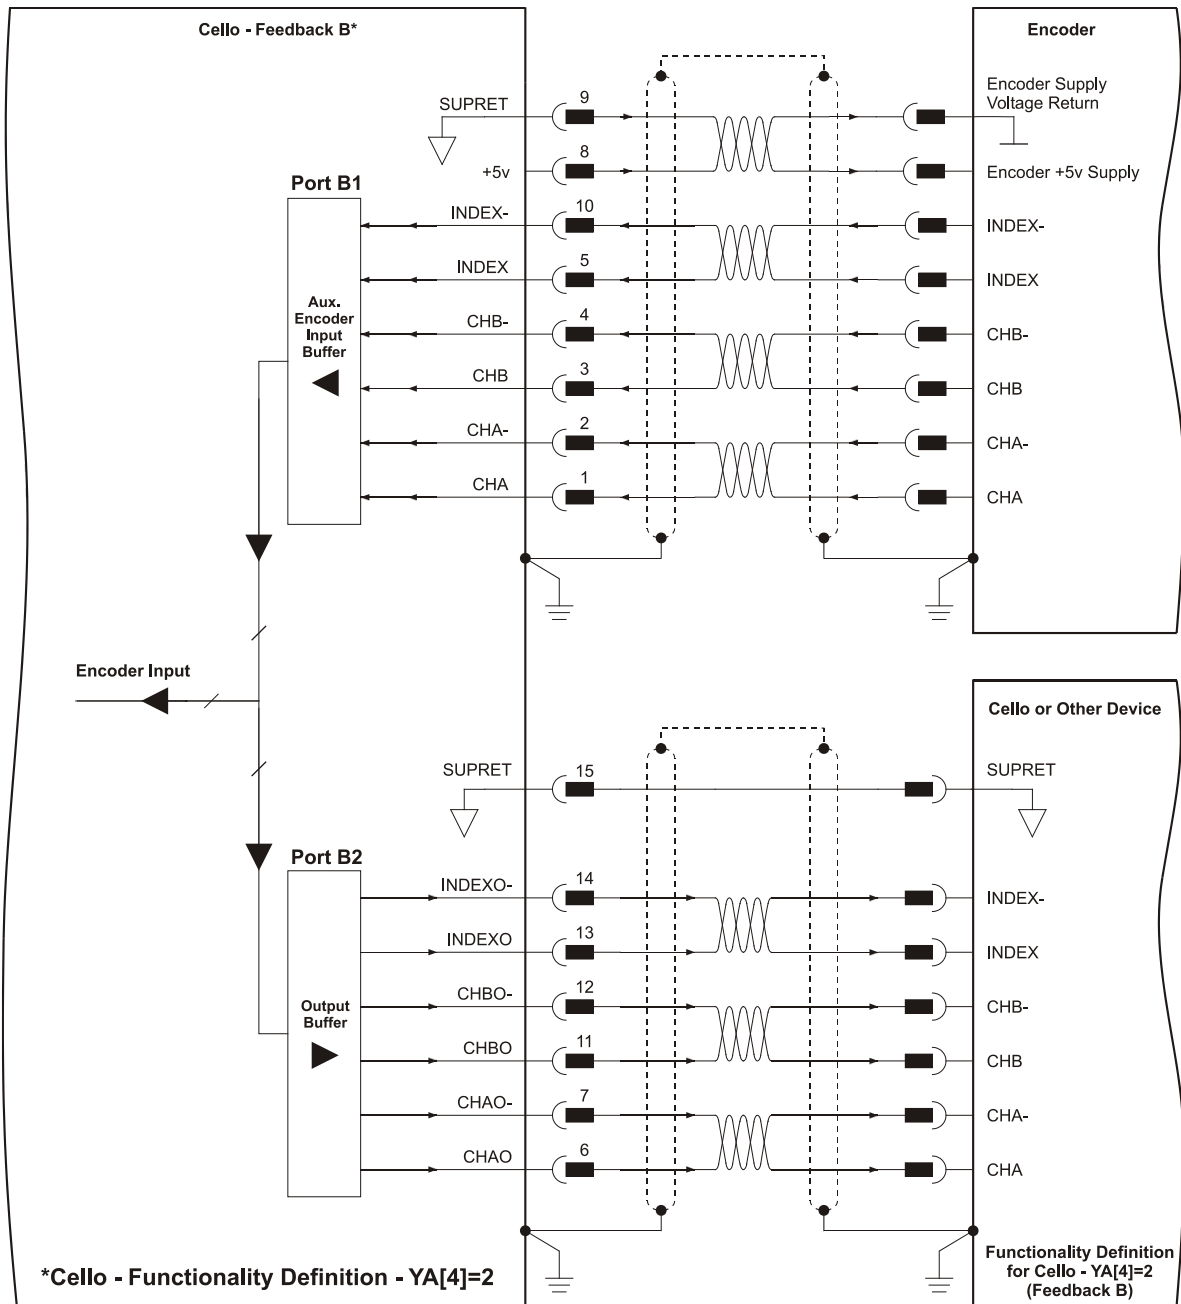 Cello - Feedback B*
Encoder
SUPRET
9
Encoder Supply
Voltage Return
+5v
8
Encoder +5v Supply
Port B1
INDEX-
10
INDEX-
INDEX
5
INDEX
Aux.
Encoder
Input
Buffer
CHB-
4
CHB-
CHB
3
CHB
CHA-
2
CHA-
CHA
1
CHA
Encoder Input
Cello or Other Device
SUPRET
15
SUPRET
Port B2
INDEXO-
14
INDEX-
INDEXO
13
INDEX
Output
Buffer
CHBO-
12
CHB-
CHBO
11
CHB
CHAO-
7
CHA-
CHAO
6
CHA
*Cello - Functionality Definition - YA[4]=2
Functionality Definition
for Cello - YA[4]=2
(Feedback B)